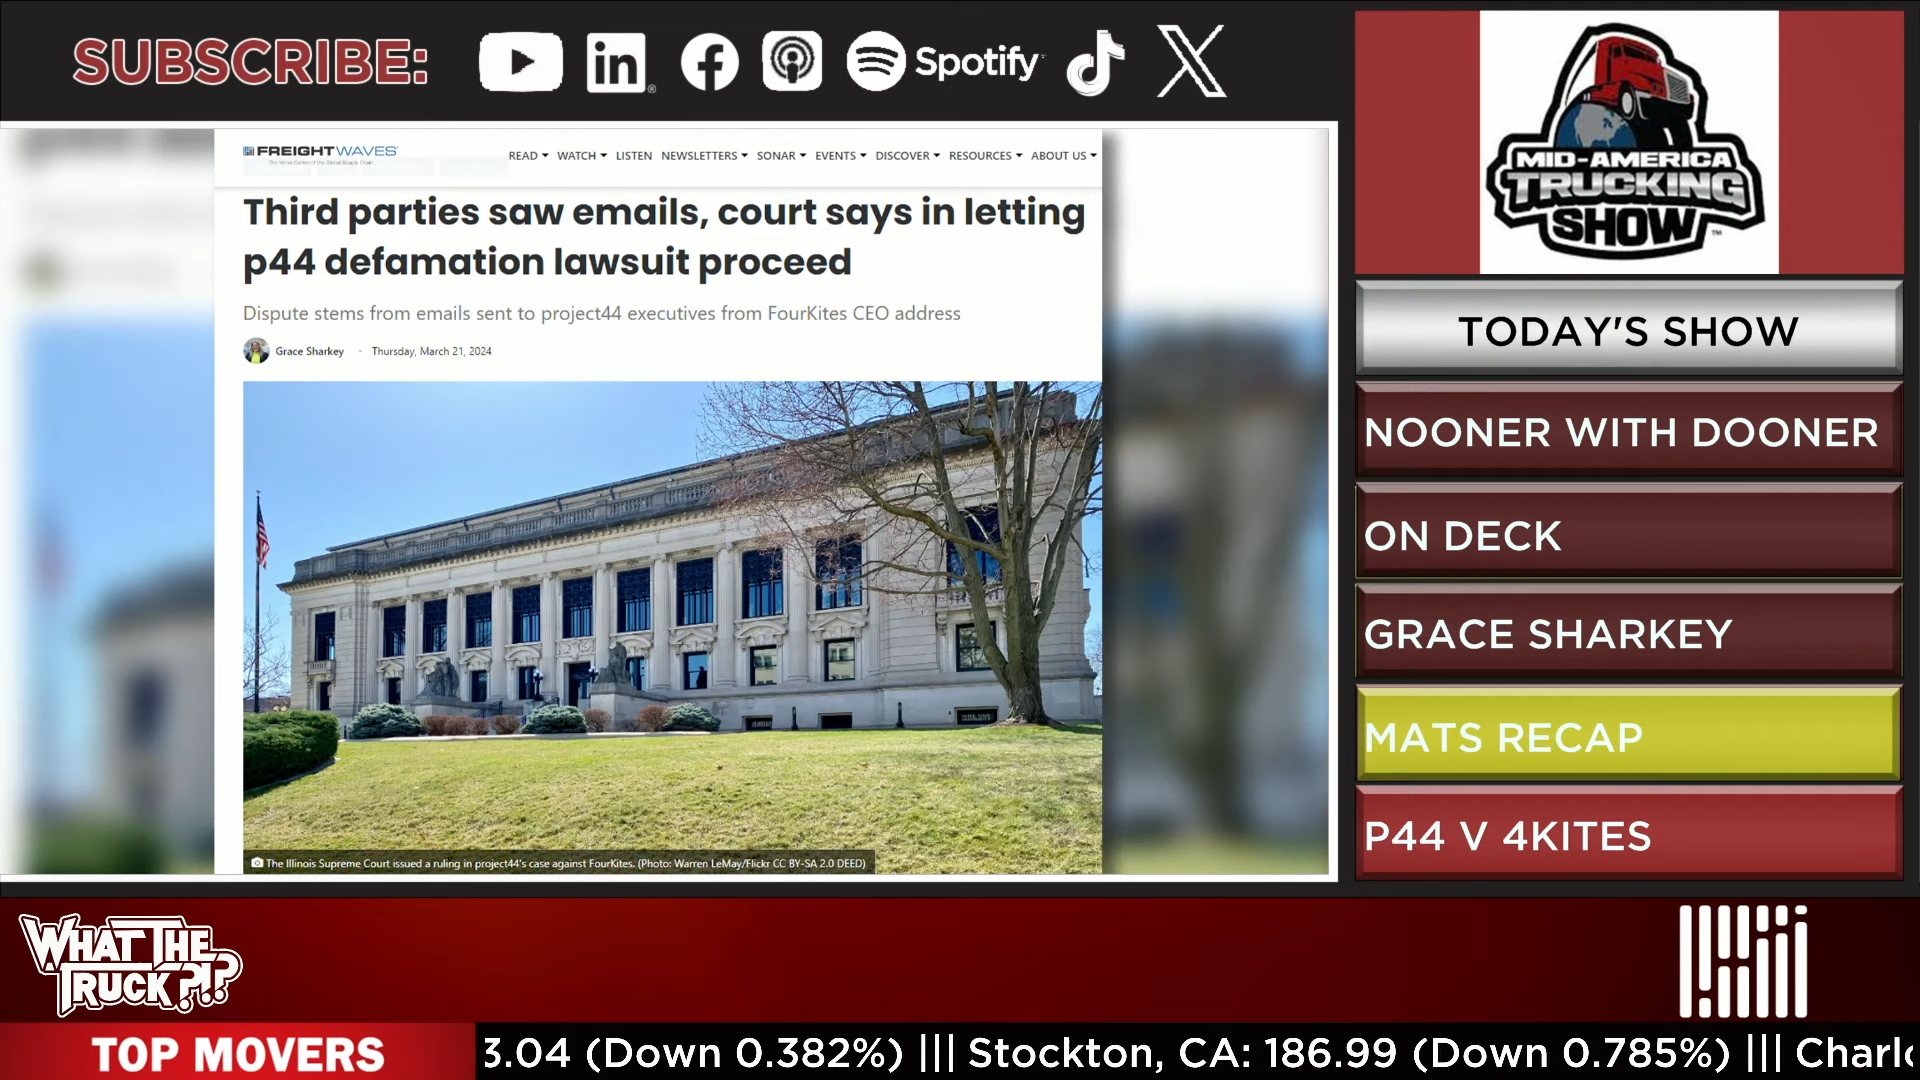 SUBSCRIBE:
Spotify
FREIGHTWAVES
READ WATCH LISTEN NEWSLETTERS SONAR EVENTS DISCOVER RESOURCES ABOUT US
Third parties saw emails, court says in letting
p44 defamation lawsuit proceed
Dispute stems from emails sent to project44 executives from FourKites CEO address
Grace Sharkey - Thursday, March 21, 2024
The Illinois Supreme Court issued a ruling in project44's case against FourKites. (Photo: Warren LeMay/Flickr CC BY-SA 2.0 DEED)
MID-AMERICA
TRUCKING
SHOW
TM
TODAY'S SHOW
NOONER WITH DOONER
ON DECK
GRACE SHARKEY
MATS RECAP
P44 V 4KITES
WHAT THE
TRUCK?!?
TOP MOVERS
3.04 (Down 0.382%) ||| Stockton, CA: 186.99 (Down 0.785%) ||| Charlo